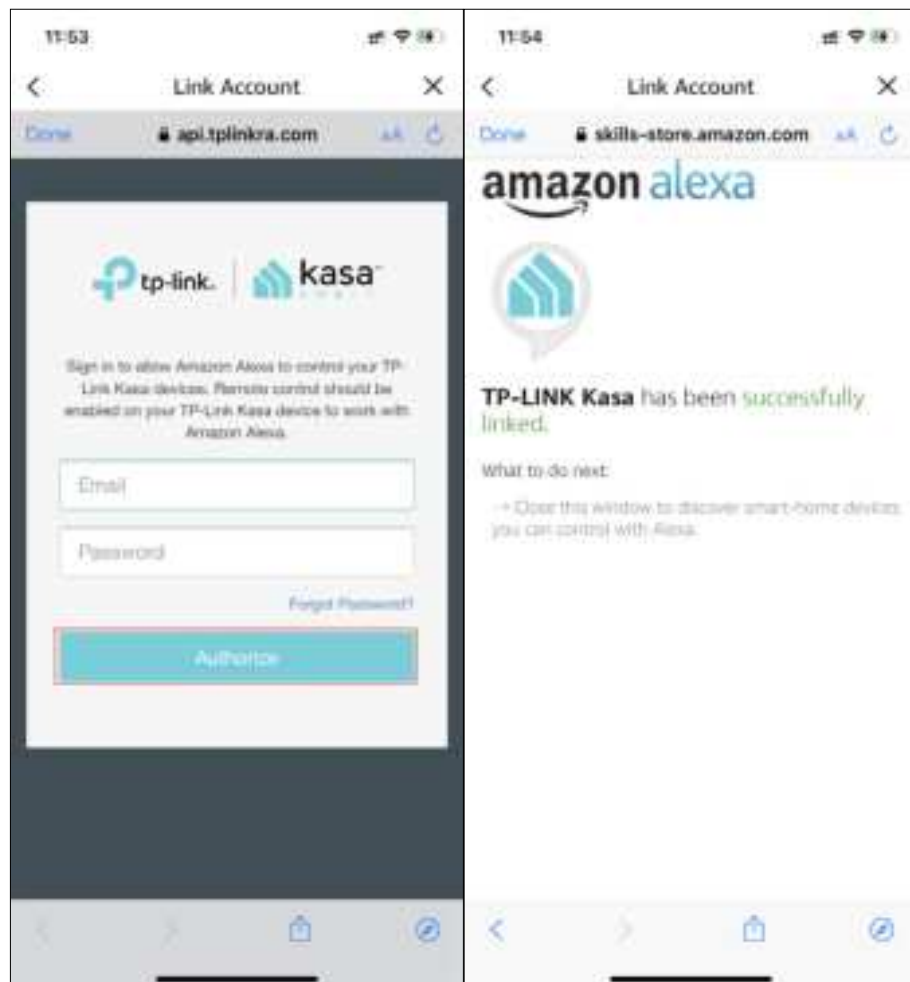 11:53
Link Account
Done
api.tplinkra.com
AA
tp-link.
kasa
smart
Sign in to allow Amazon Alexa to control your TP-
Link Kasa devices. Remote control should be
enabled on your TP-Link Kasa device to work with
Amazon Alexa.
Email
Password
Forgot Password?
Authorize
11:54
Link Account
Done
skills-store.amazon.com
AA
amazon alexa
TP-LINK Kasa has been successfully
linked.
What to do next:
→ Close this window to discover smart-home devices
you can control with Alexa.